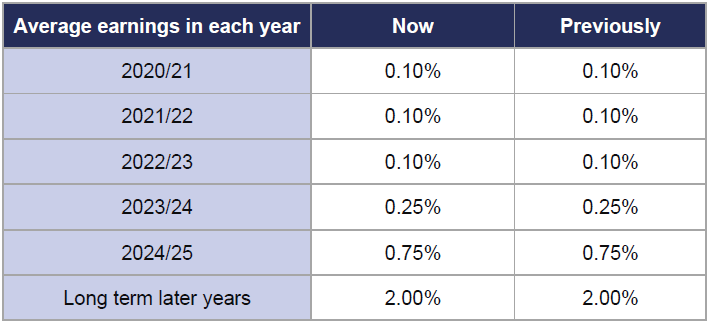 Average earnings in each year Now Previously
2020/21 0.10% 0.10%
2021/22 0.10% 0.10%
2022/23 0.10% 0.10%
2023/24 0.25% 0.25%
2024/25 0.75% 0.75%
Long term later years 2.00% 2.00%